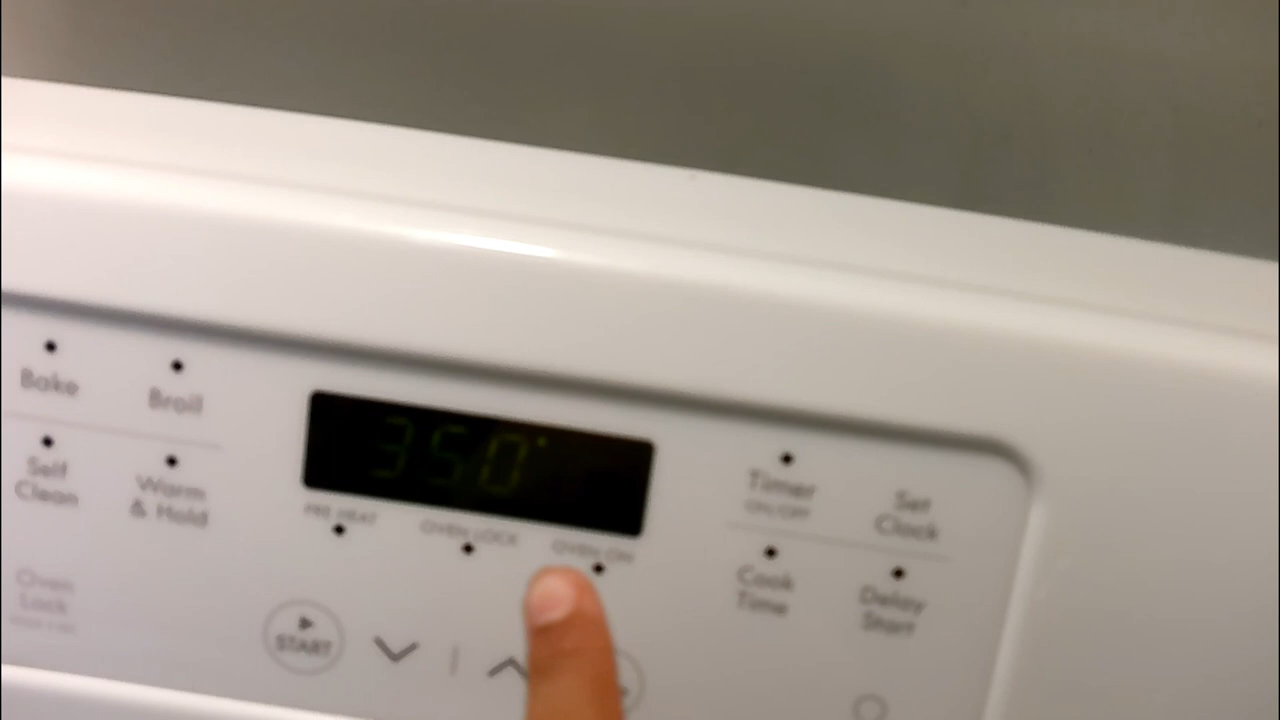 Bake
Broil
350°
Self
Clean
Warm
& Hold
PRE HEAT
OVEN LOCK
OVEN ON
Timer
ON/OFF
Set
Clock
Cook
Time
Delay
Start
Oven
Lock
START